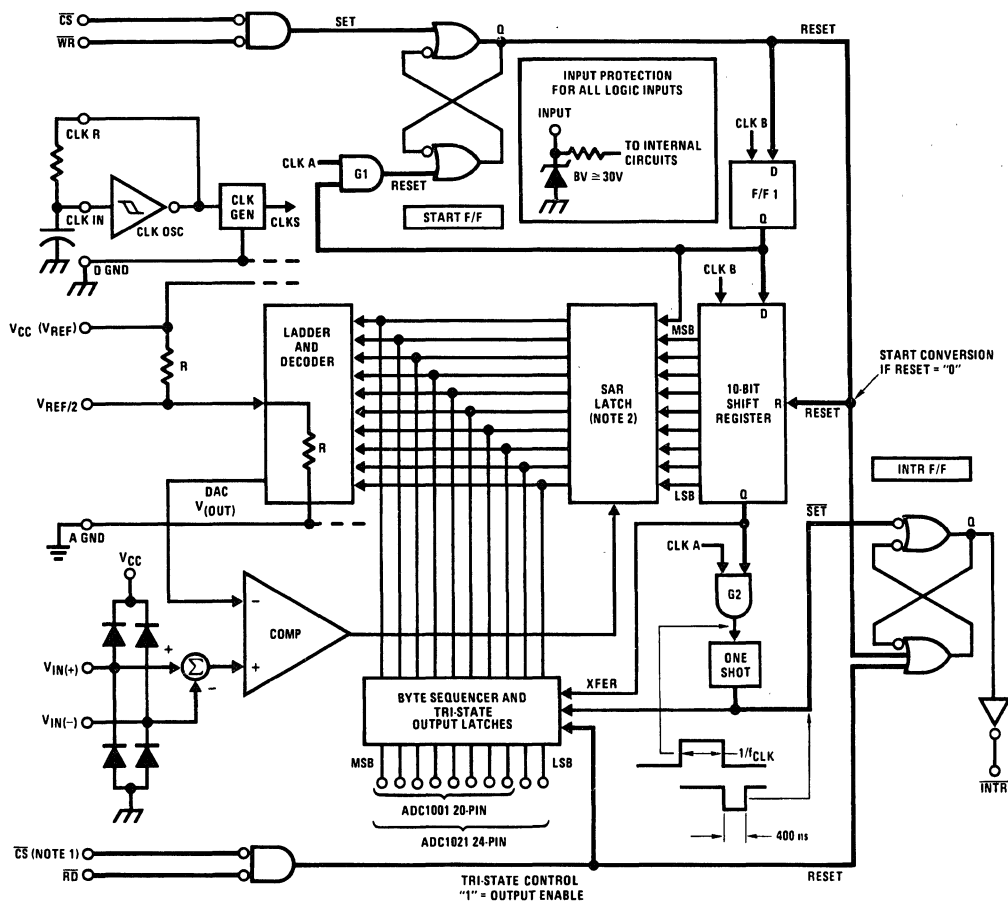 CS
WR
SET
Q
RESET
INPUT PROTECTION
FOR ALL LOGIC INPUTS
INPUT
TO INTERNAL
CIRCUITS
BV ≅ 30V
CLK R
CLK IN
CLK OSC
CLK
GEN
CLKS
D GND
CLK A
G1
RESET
START F/F
CLK B
D
F/F 1
Q
VCC (VREF)
R
VREF/2
LADDER
AND
DECODER
R
DAC
V(OUT)
A GND
SAR
LATCH
(NOTE 2)
MSB
LSB
CLK B
D
10-BIT
SHIFT
REGISTER
R
Q
RESET
START CONVERSION
IF RESET = "0"
INTR F/F
SET
Q
CLK A
G2
ONE
SHOT
VCC
VIN(+)
VIN(−)
+
Σ
−
−
+
COMP
XFER
BYTE SEQUENCER AND
TRI-STATE
OUTPUT LATCHES
MSB
LSB
ADC1001 20-PIN
ADC1021 24-PIN
1/fCLK
400 ns
INTR
CS (NOTE 1)
RD
TRI-STATE CONTROL
"1" = OUTPUT ENABLE
RESET